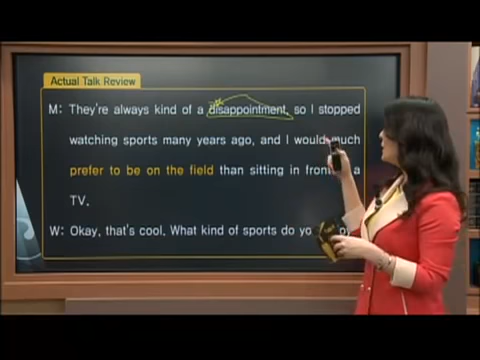 Actual Talk Review
M: They're always kind of a disappointment, so I stopped
watching sports many years ago, and I would much
prefer to be on the field than sitting in front a
TV.
W: Okay, that's cool. What kind of sports do